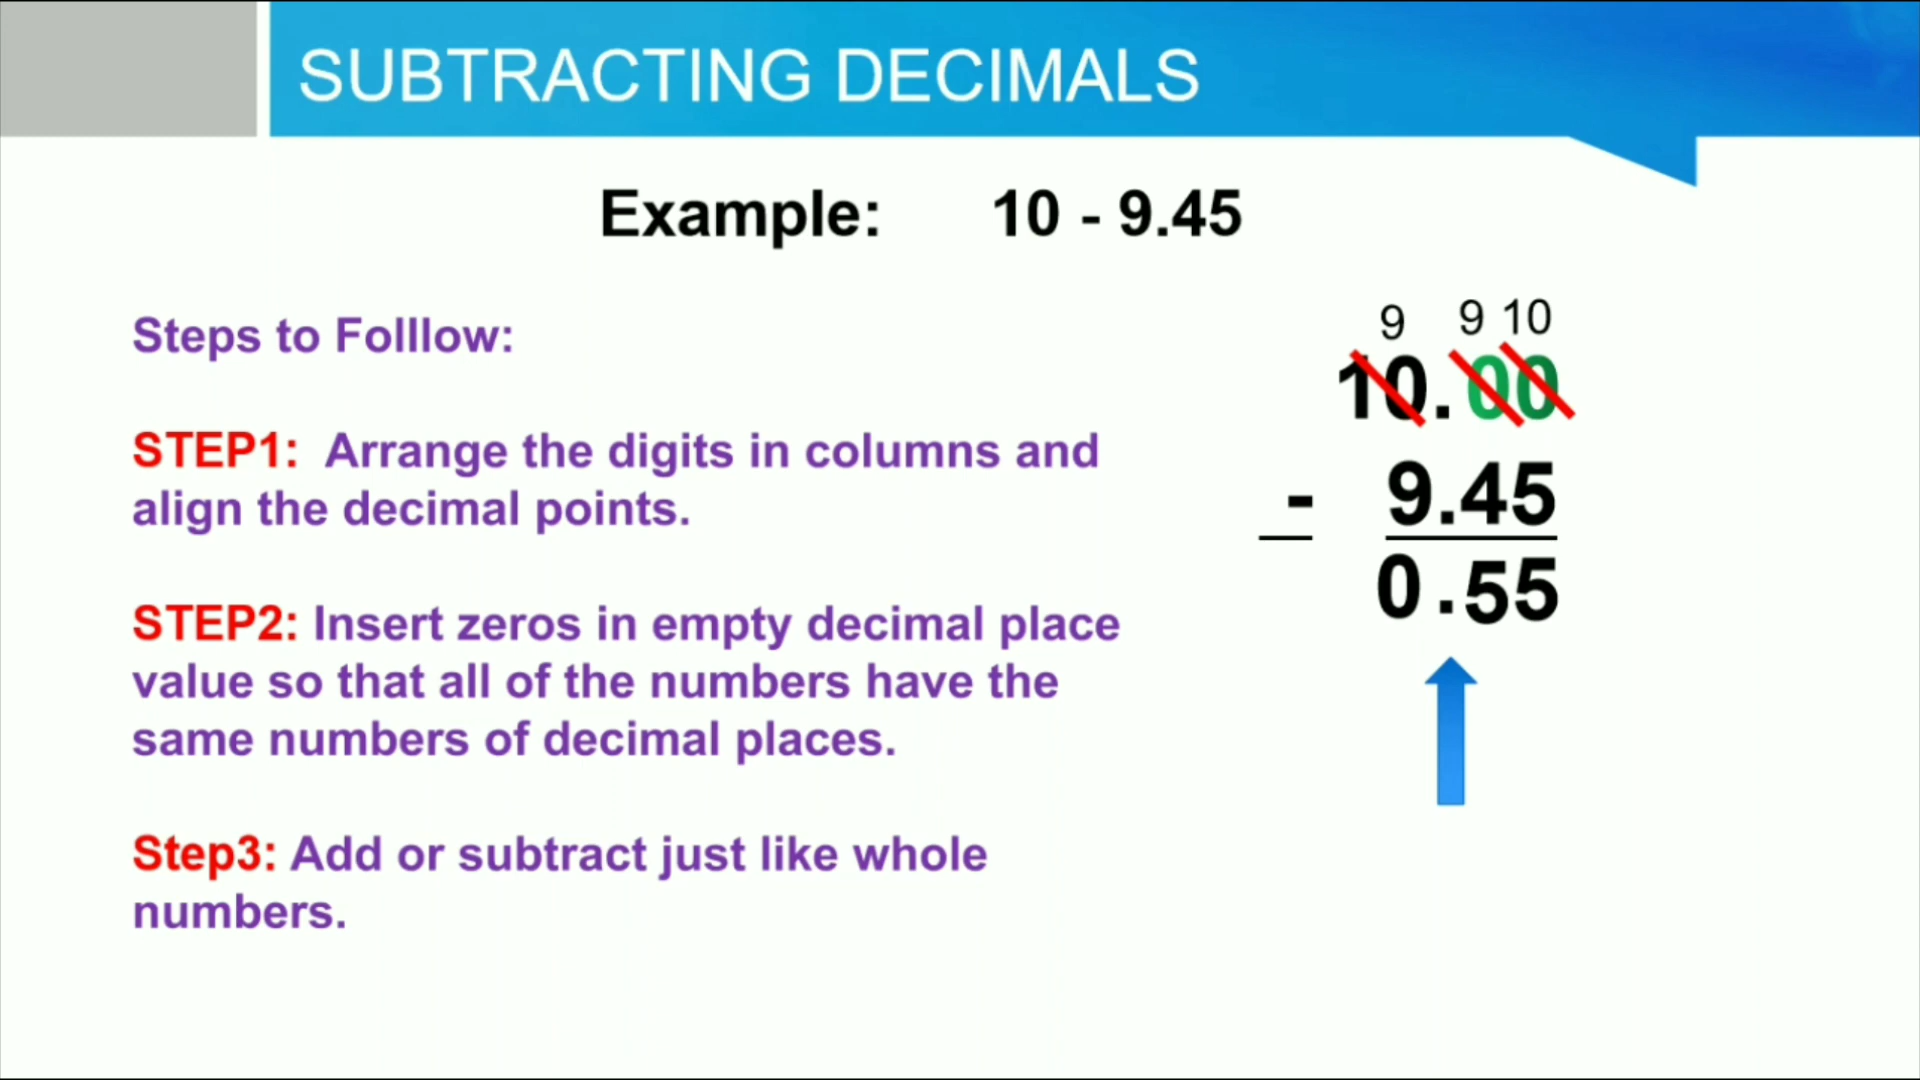 SUBTRACTING DECIMALS
Example: 10 - 9.45
Steps to Folllow:
STEP1: Arrange the digits in columns and
align the decimal points.
STEP2: Insert zeros in empty decimal place
value so that all of the numbers have the
same numbers of decimal places.
Step3: Add or subtract just like whole
numbers.
9 9 10
10.00
- 9.45
0.55